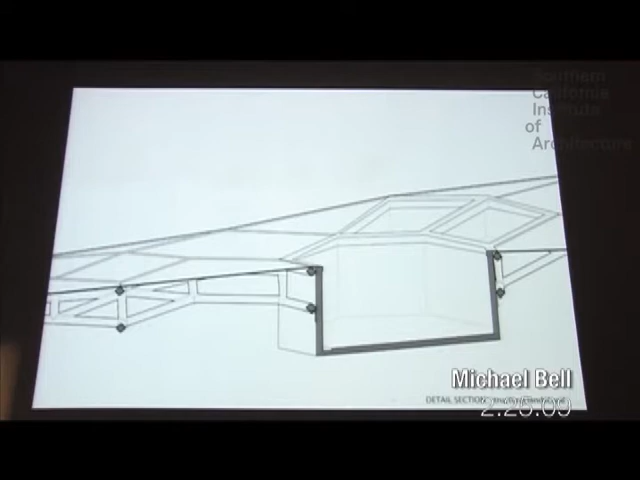 Southern
California
Institute
of
Architecture
Michael Bell
DETAIL SECTION